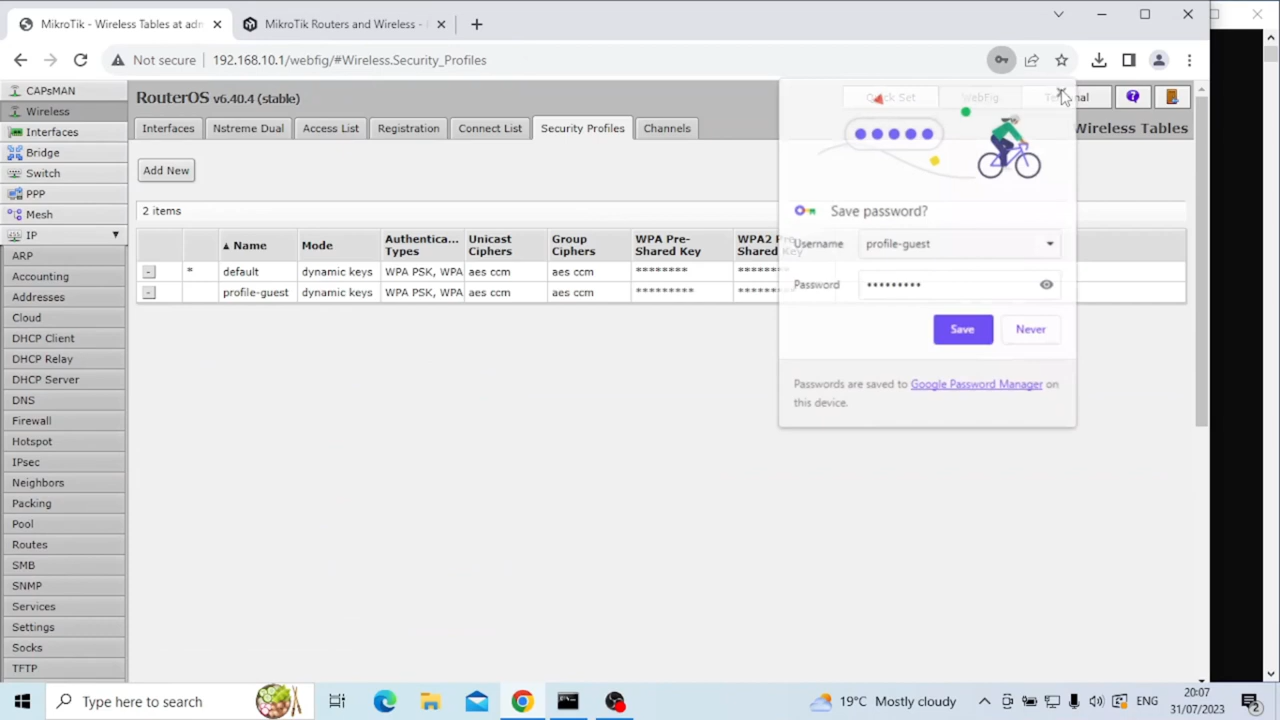 MikroTik - Wireless Tables at adm
MikroTik Routers and Wireless -
Not secure
192.168.10.1/webfig/#Wireless.Security_Profiles
CAPsMAN
Wireless
Interfaces
Bridge
Switch
PPP
Mesh
IP
ARP
Accounting
Addresses
Cloud
DHCP Client
DHCP Relay
DHCP Server
DNS
Firewall
Hotspot
IPsec
Neighbors
Packing
Pool
Routes
SMB
SNMP
Services
Settings
Socks
TFTP
RouterOS v6.40.4 (stable)
Quick Set
WebFig
Terminal
Interfaces
Nstreme Dual
Access List
Registration
Connect List
Security Profiles
Channels
Wireless Tables
Add New
2 items
▲ Name
Mode
Authentica...
Types
Unicast
Ciphers
Group
Ciphers
WPA Pre-
Shared Key
WPA2 Pre-
Shared Key
- * default dynamic keys WPA PSK, WPA aes ccm aes ccm ******** ********
- profile-guest dynamic keys WPA PSK, WPA aes ccm aes ccm ********* *********
Save password?
Username profile-guest
Password •••••••••
Save
Never
Passwords are saved to Google Password Manager on
this device.
Type here to search
19°C Mostly cloudy
ENG
20:07
31/07/2023
2